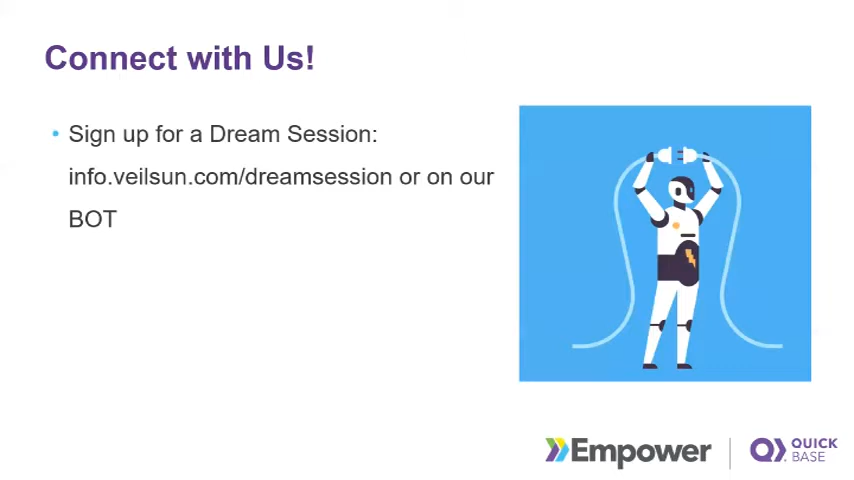 Connect with Us!
• Sign up for a Dream Session:
info.veilsun.com/dreamsession or on our
BOT
Empower
QUICK
BASE